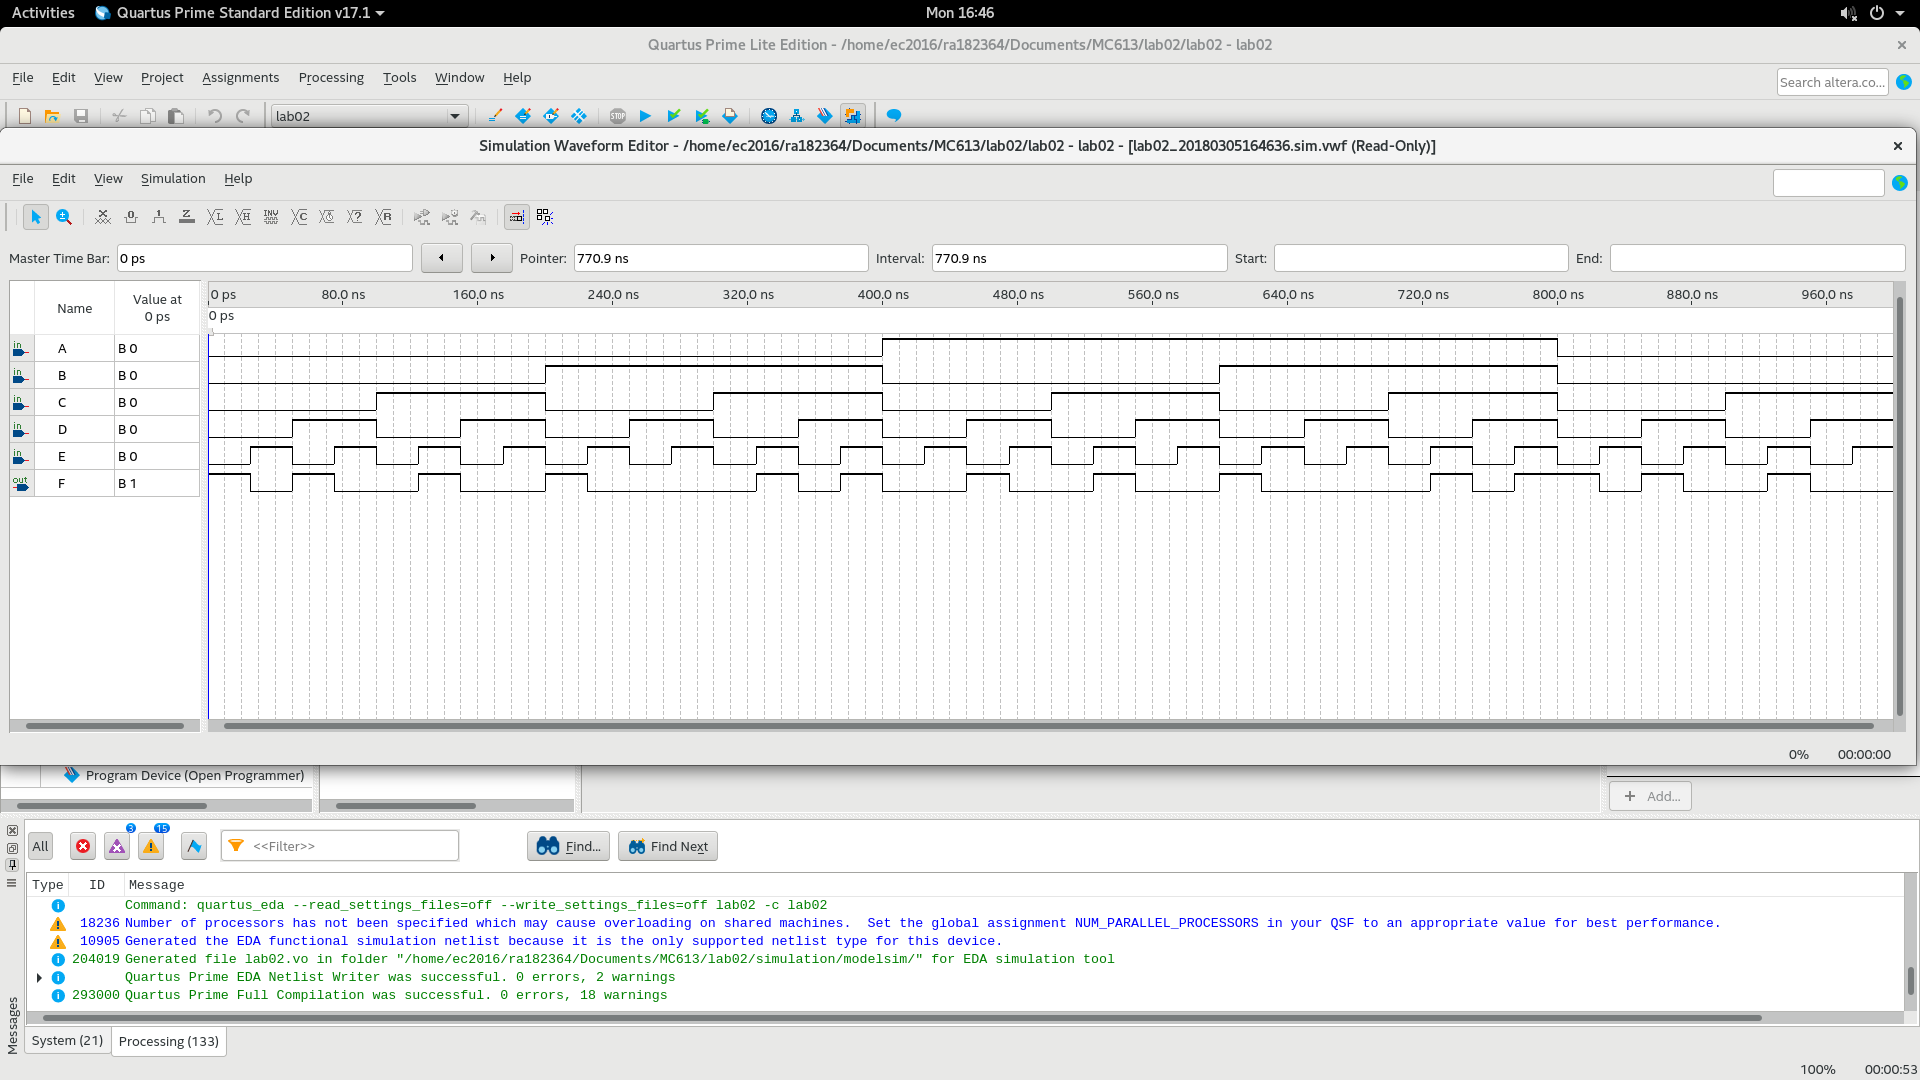 Activities Quartus Prime Standard Edition v17.1 Mon 16:46
Quartus Prime Lite Edition - /home/ec2016/ra182364/Documents/MC613/lab02/lab02 - lab02
File Edit View Project Assignments Processing Tools Window Help Search altera.co...
lab02 STOP
Simulation Waveform Editor - /home/ec2016/ra182364/Documents/MC613/lab02/lab02 - lab02 - [lab02_20180305164636.sim.vwf (Read-Only)]
File Edit View Simulation Help
Master Time Bar: 0 ps Pointer: 770.9 ns Interval: 770.9 ns Start: End:
Name Value at 0 ps
0 ps 80.0 ns 160.0 ns 240.0 ns 320.0 ns 400.0 ns 480.0 ns 560.0 ns 640.0 ns 720.0 ns 800.0 ns 880.0 ns 960.0 ns
0 ps
in A B 0
in B B 0
in C B 0
in D B 0
in E B 0
out F B 1
0% 00:00:00
Program Device (Open Programmer)
Add...
All 3 15 <<Filter>> Find... Find Next
Type ID Message
Command: quartus_eda --read_settings_files=off --write_settings_files=off lab02 -c lab02
18236 Number of processors has not been specified which may cause overloading on shared machines.  Set the global assignment NUM_PARALLEL_PROCESSORS in your QSF to an appropriate value for best performance.
10905 Generated the EDA functional simulation netlist because it is the only supported netlist type for this device.
204019 Generated file lab02.vo in folder "/home/ec2016/ra182364/Documents/MC613/lab02/simulation/modelsim/" for EDA simulation tool
Quartus Prime EDA Netlist Writer was successful. 0 errors, 2 warnings
293000 Quartus Prime Full Compilation was successful. 0 errors, 18 warnings
Messages
System (21) Processing (133)
100% 00:00:53